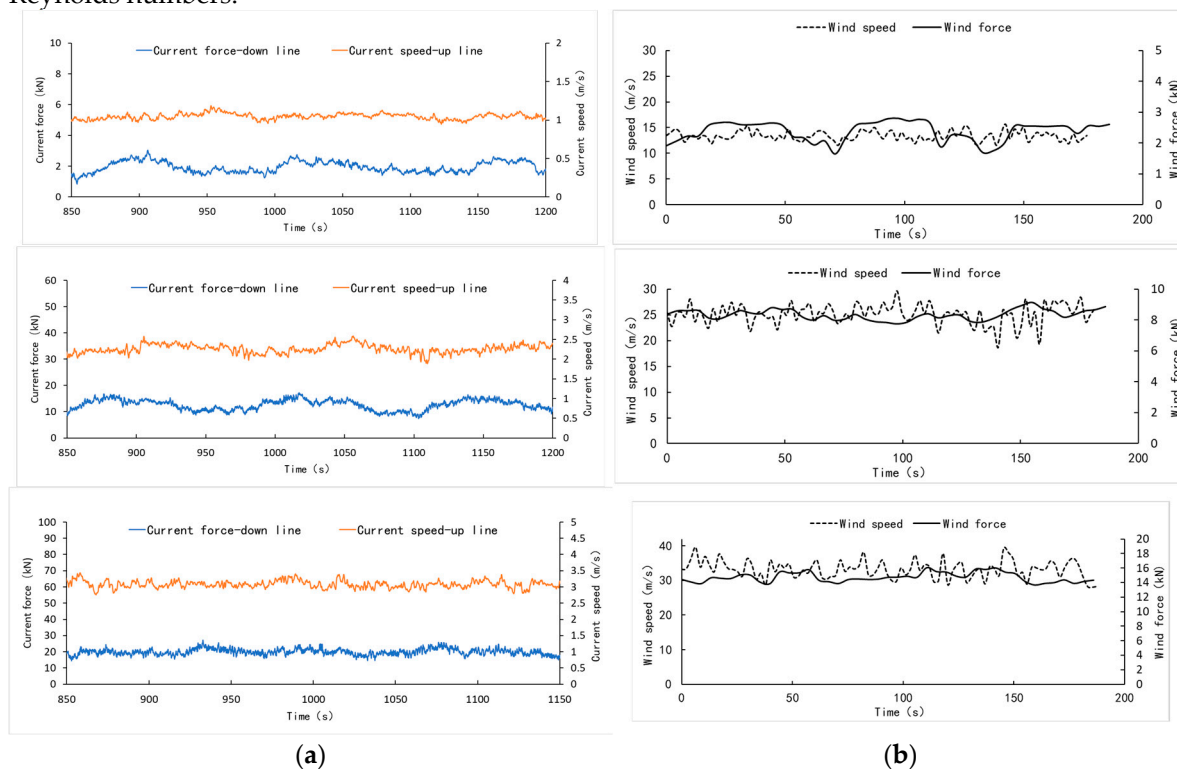 Reynolds numbers.
Current force-down line Current speed-up line
Current force (kN)
10
8
6
4
2
0
2
1.5
1
0.5
0
Current speed (m/s)
850 900 950 1000 1050 1100 1150 1200
Time (s)
Wind speed Wind force
Wind speed (m/s)
30
25
20
15
10
5
0
5
4
3
2
1
0
Wind force (kN)
0 50 100 150 200
Time (s)
Current force-down line Current speed-up line
Current force (kN)
60
50
40
30
20
10
0
4
3.5
3
2.5
2
1.5
1
0.5
0
Current speed (m/s)
850 900 950 1000 1050 1100 1150 1200
Time (s)
Wind speed Wind force
Wind speed (m/s)
30
25
20
15
10
5
0
10
8
6
4
2
0
Wind force (kN)
0 50 100 150 200
Time (s)
Current force-down line Current speed-up line
Current force (kN)
100
90
80
70
60
50
40
30
20
10
0
5
4.5
4
3.5
3
2.5
2
1.5
1
0.5
0
Current speed (m/s)
850 900 950 1000 1050 1100 1150
Time (s)
Wind speed Wind force
Wind speed (m/s)
40
30
20
10
0
20
18
16
14
12
10
8
6
4
2
0
Wind force (kN)
0 50 100 150 200
Time (s)
(a) (b)